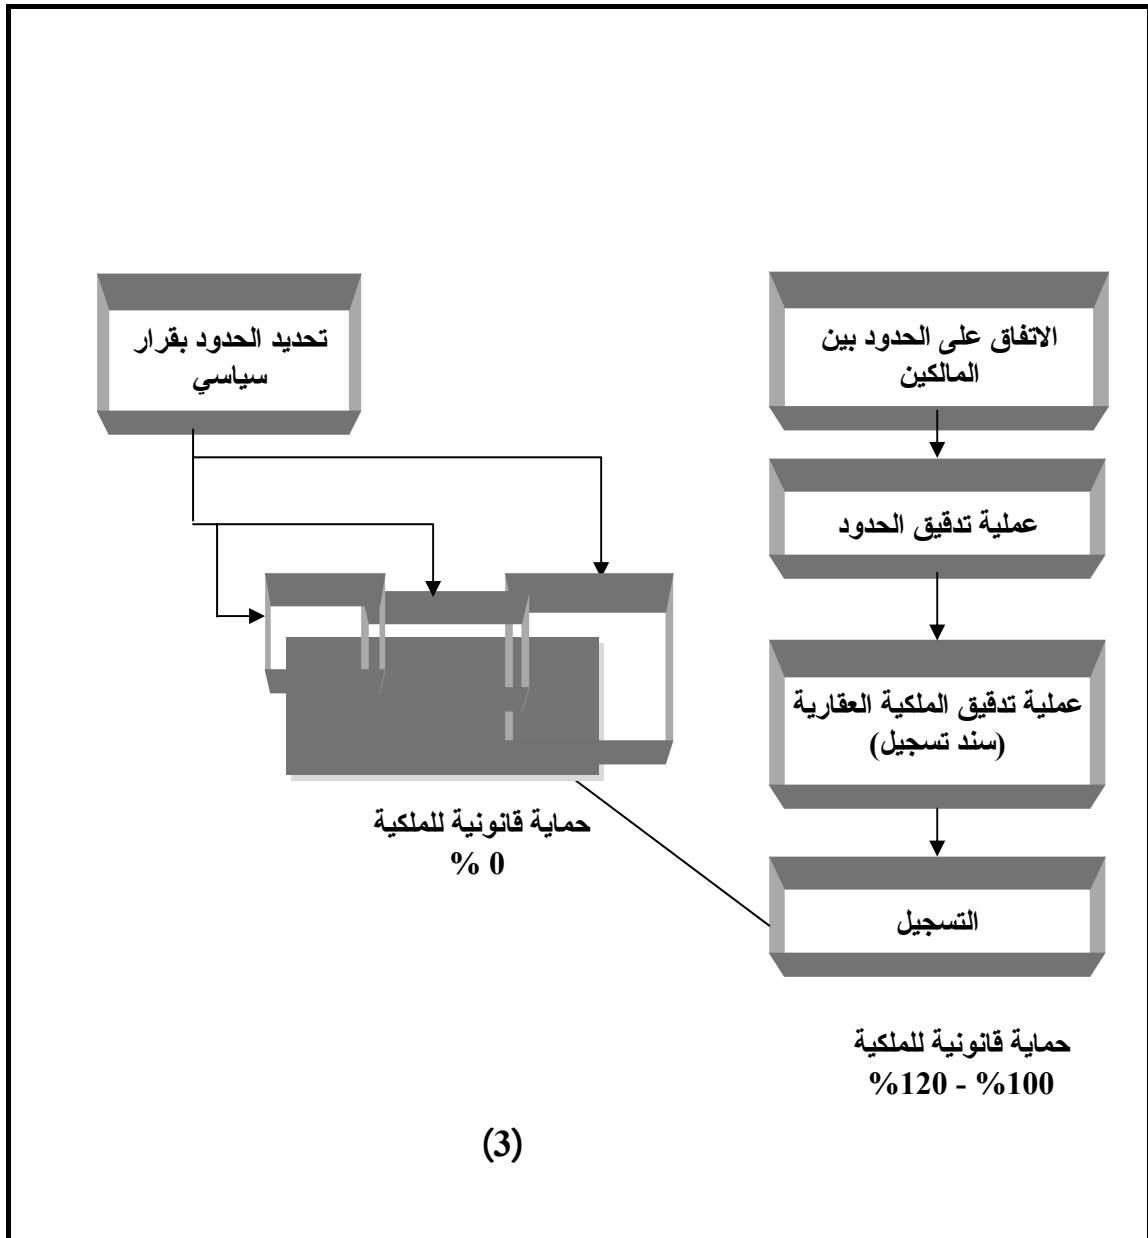 الاتفاق على الحدود بين
المالكين
عملية تدقيق الحدود
عملية تدقيق الملكية العقارية
(سند تسجيل)
التسجيل
حماية قانونية للملكية
%120 - %100
تحديد الحدود بقرار
سياسي
حماية قانونية للملكية
% 0
(3)